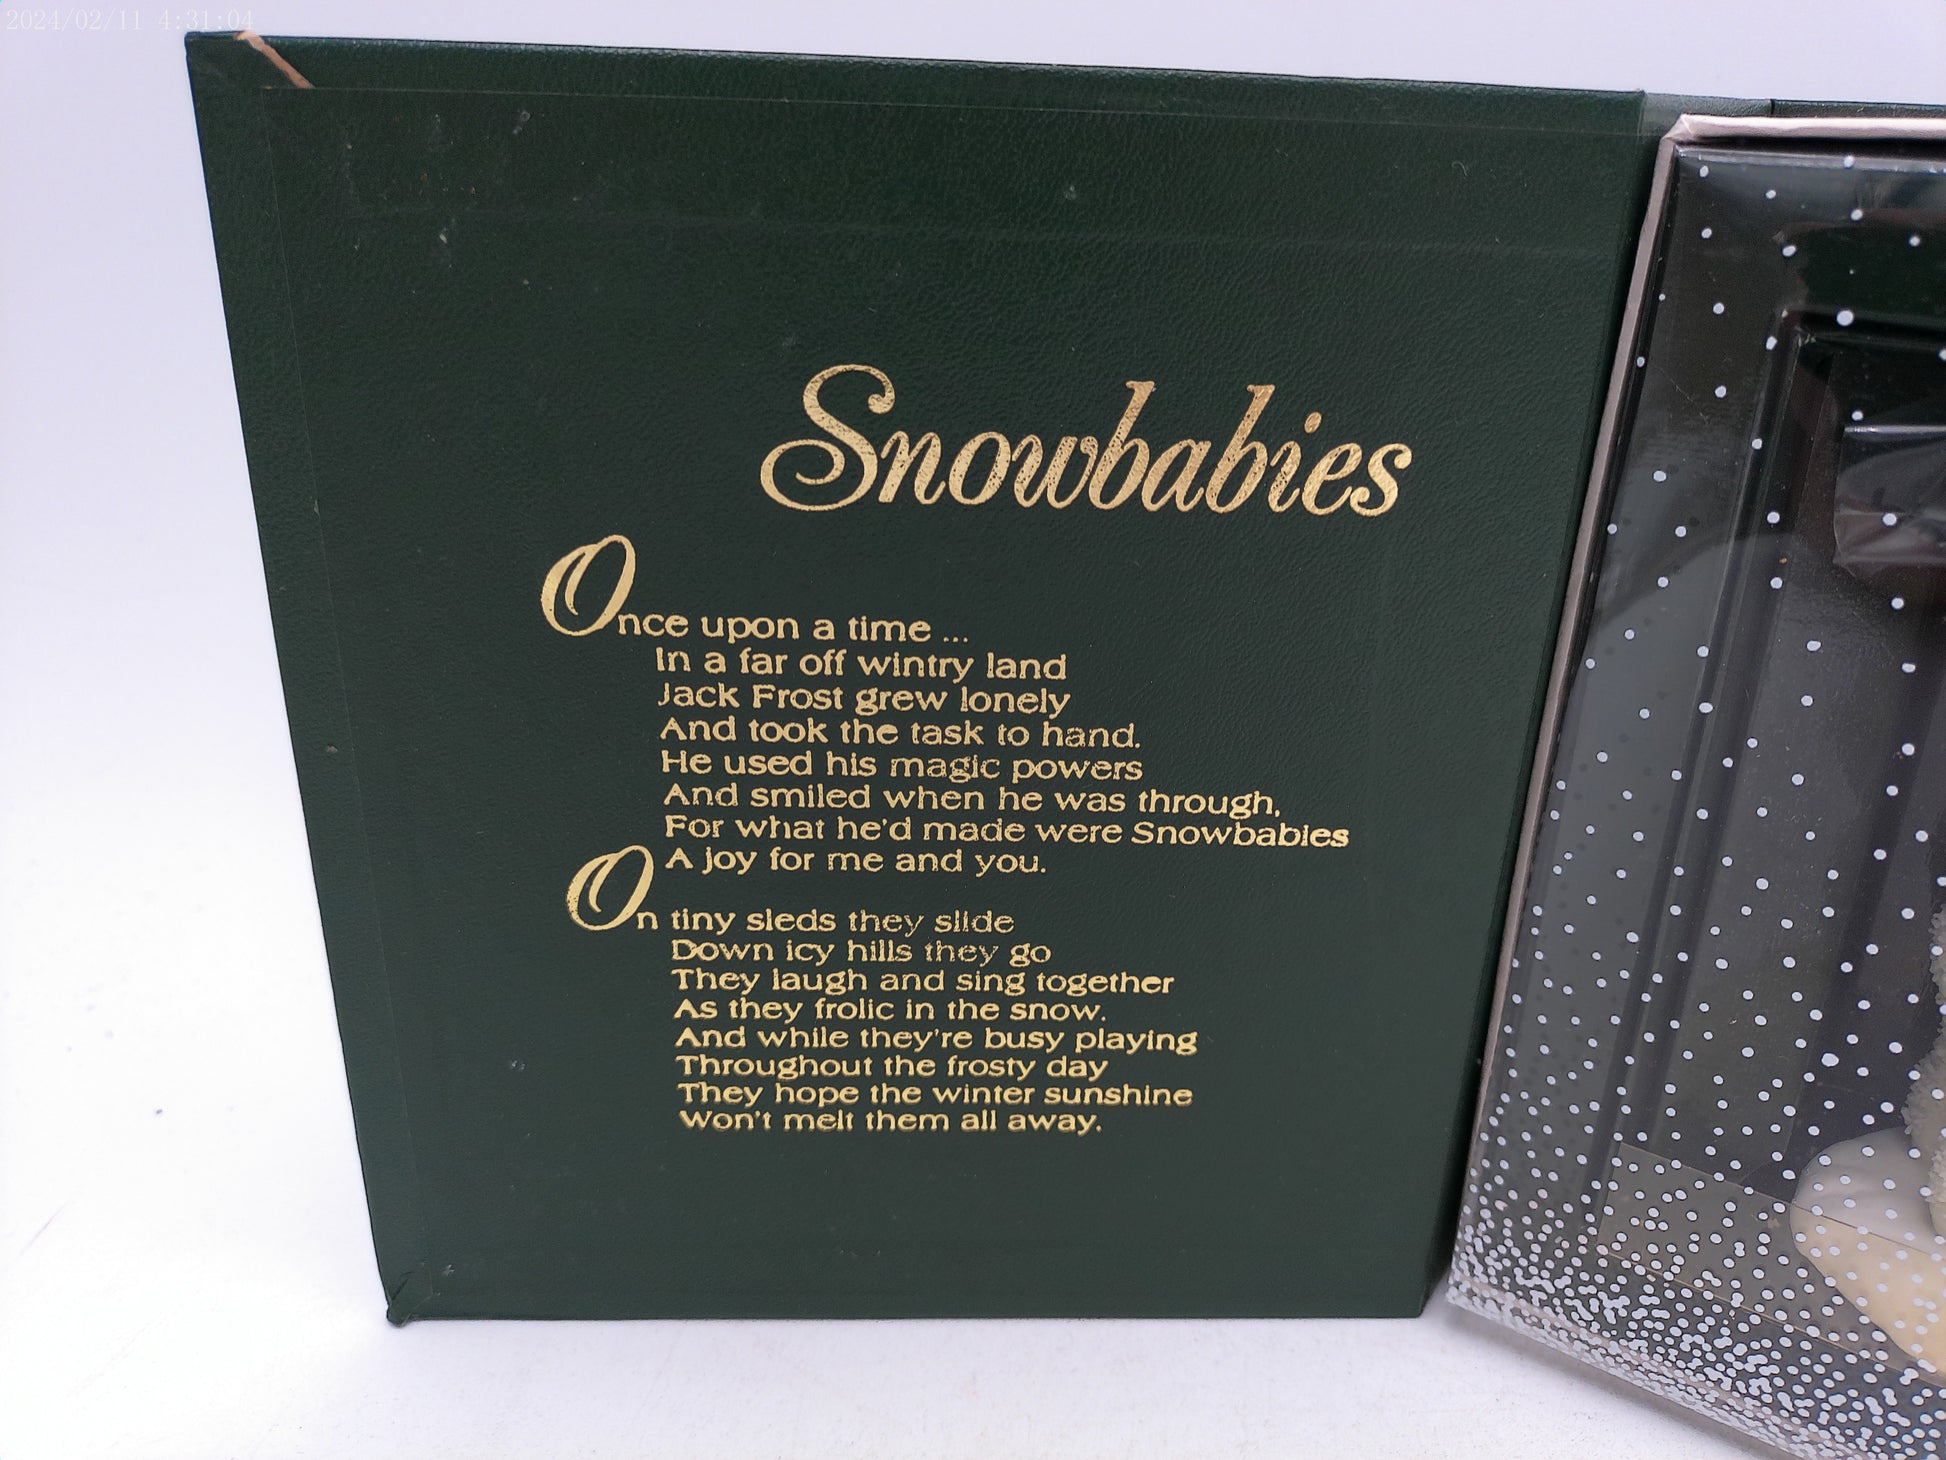 2024/02/11 4:31:04
Snowbabies
Once upon a time ...
In a far off wintry land
Jack Frost grew lonely
And took the task to hand.
He used his magic powers
And smiled when he was through,
For what he'd made were Snowbabies
A joy for me and you.
On tiny sleds they slide
Down icy hills they go
They laugh and sing together
As they frolic in the snow.
And while they're busy playing
Throughout the frosty day
They hope the winter sunshine
Won't melt them all away.